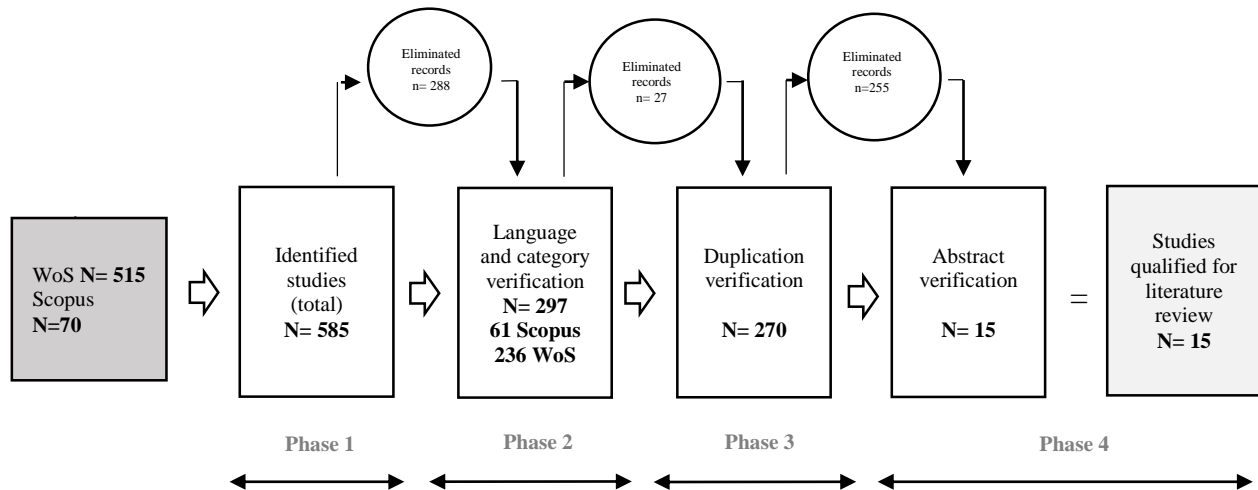 Eliminated
records
n= 288
Eliminated
records
n= 27
Eliminated
records
n=255
WoS N= 515
Scopus
N=70
Identified
studies
(total)
N= 585
Language
and category
verification
N= 297
61 Scopus
236 WoS
Duplication
verification
N= 270
Abstract
verification
N= 15
=
Studies
qualified for
literature
review
N= 15
Phase 1
Phase 2
Phase 3
Phase 4